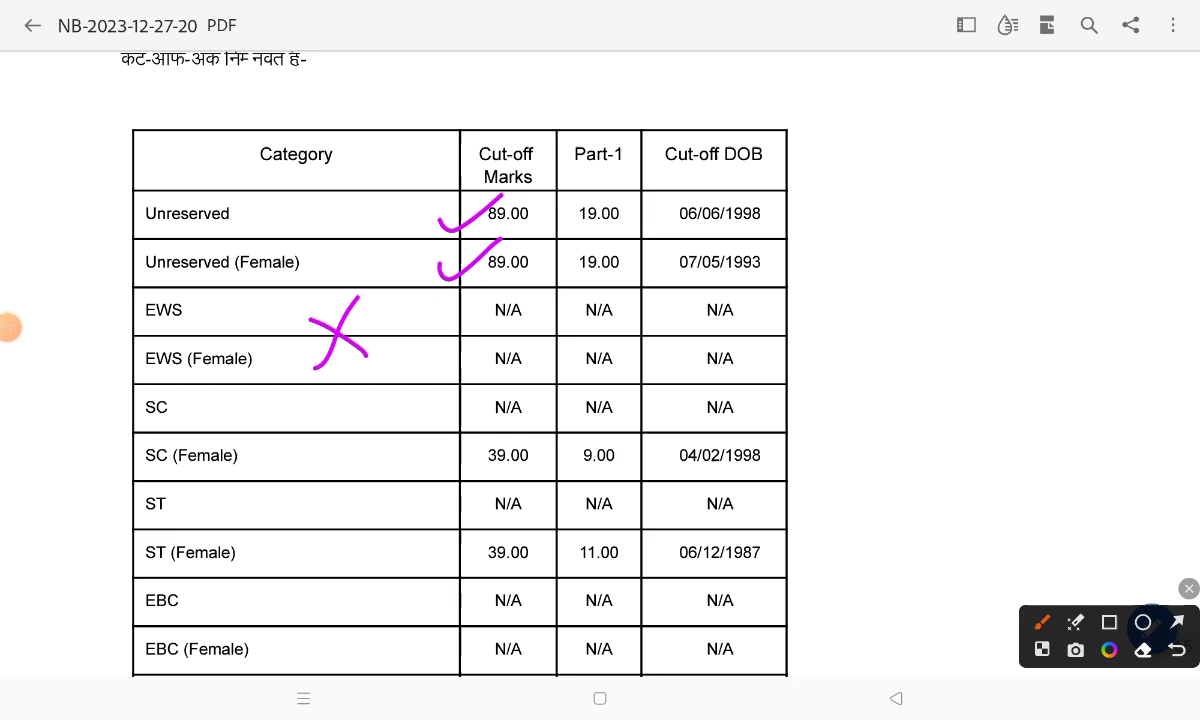 NB-2023-12-27-20 PDF
Category Cut-off Marks Part-1 Cut-off DOB
Unreserved 89.00 19.00 06/06/1998
Unreserved (Female) 89.00 19.00 07/05/1993
EWS N/A N/A N/A
EWS (Female) N/A N/A N/A
SC N/A N/A N/A
SC (Female) 39.00 9.00 04/02/1998
ST N/A N/A N/A
ST (Female) 39.00 11.00 06/12/1987
EBC N/A N/A N/A
EBC (Female) N/A N/A N/A